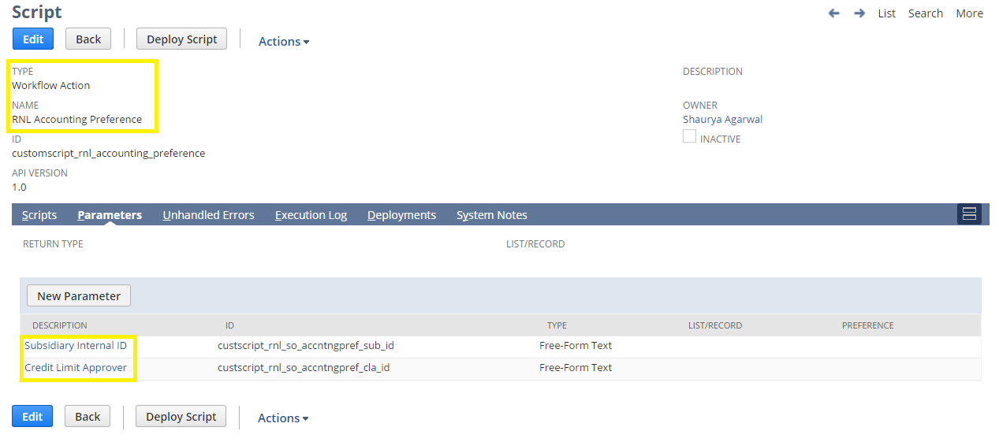 Script
List Search More
Edit Back Deploy Script Actions
TYPE
Workflow Action
DESCRIPTION
NAME
RNL Accounting Preference
OWNER
Shaurya Agarwal
ID
customscript_rnl_accounting_preference
INACTIVE
API VERSION
1.0
Scripts Parameters Unhandled Errors Execution Log Deployments System Notes
RETURN TYPE LIST/RECORD
New Parameter
DESCRIPTION ID TYPE LIST/RECORD PREFERENCE
Subsidiary Internal ID custscript_rnl_so_accntngpref_sub_id Free-Form Text
Credit Limit Approver custscript_rnl_so_accntngpref_cla_id Free-Form Text
Edit Back Deploy Script Actions